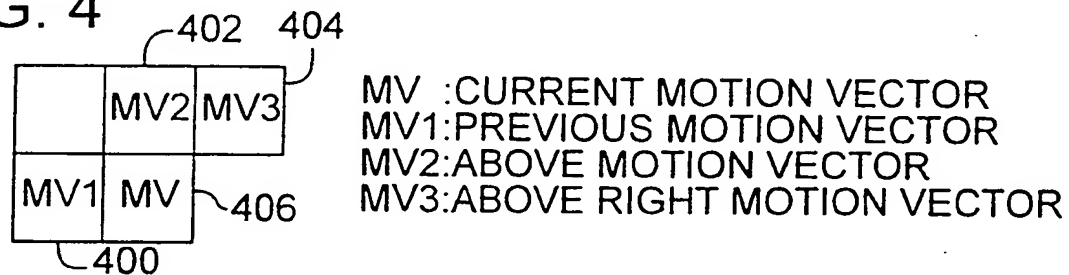 G. 4
402 404
MV2 MV3
MV1 MV
406
400
MV :CURRENT MOTION VECTOR
MV1:PREVIOUS MOTION VECTOR
MV2:ABOVE MOTION VECTOR
MV3:ABOVE RIGHT MOTION VECTOR